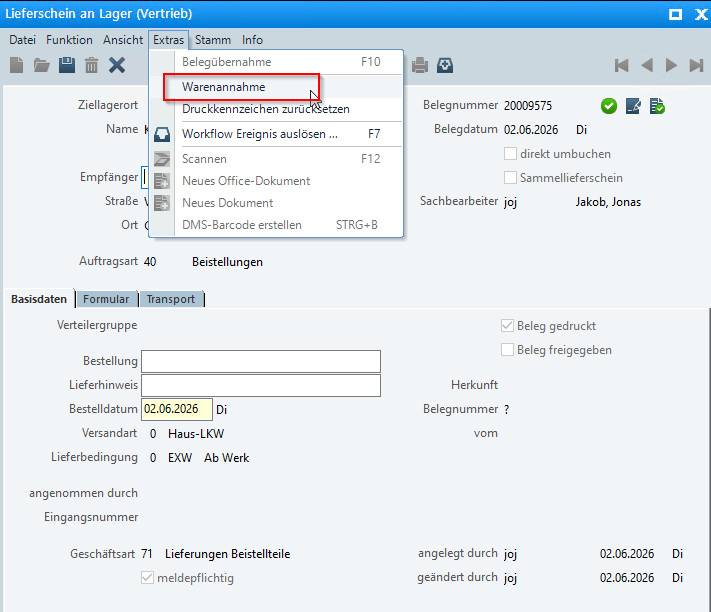 Lieferschein an Lager (Vertrieb)
Datei Funktion Ansicht Extras Stamm Info
Belegübernahme F10
Warenannahme
Druckkennzeichen zurücksetzen
Workflow Ereignis auslösen ... F7
Scannen F12
Neues Office-Dokument
Neues Dokument
DMS-Barcode erstellen STRG+B
Ziellagerort Belegnummer 20009575
Name K Belegdatum 02.06.2026 Di
direkt umbuchen
Empfänger Sammellieferschein
Straße Sachbearbeiter joj Jakob, Jonas
Ort
Auftragsart 40 Beistellungen
Basisdaten Formular Transport
Verteilergruppe Beleg gedruckt
Beleg freigegeben
Bestellung
Lieferhinweis Herkunft
Bestelldatum 02.06.2026 Di Belegnummer ?
Versandart 0 Haus-LKW vom
Lieferbedingung 0 EXW Ab Werk
angenommen durch
Eingangsnummer
Geschäftsart 71 Lieferungen Beistellteile angelegt durch joj 02.06.2026 Di
meldepflichtig geändert durch joj 02.06.2026 Di